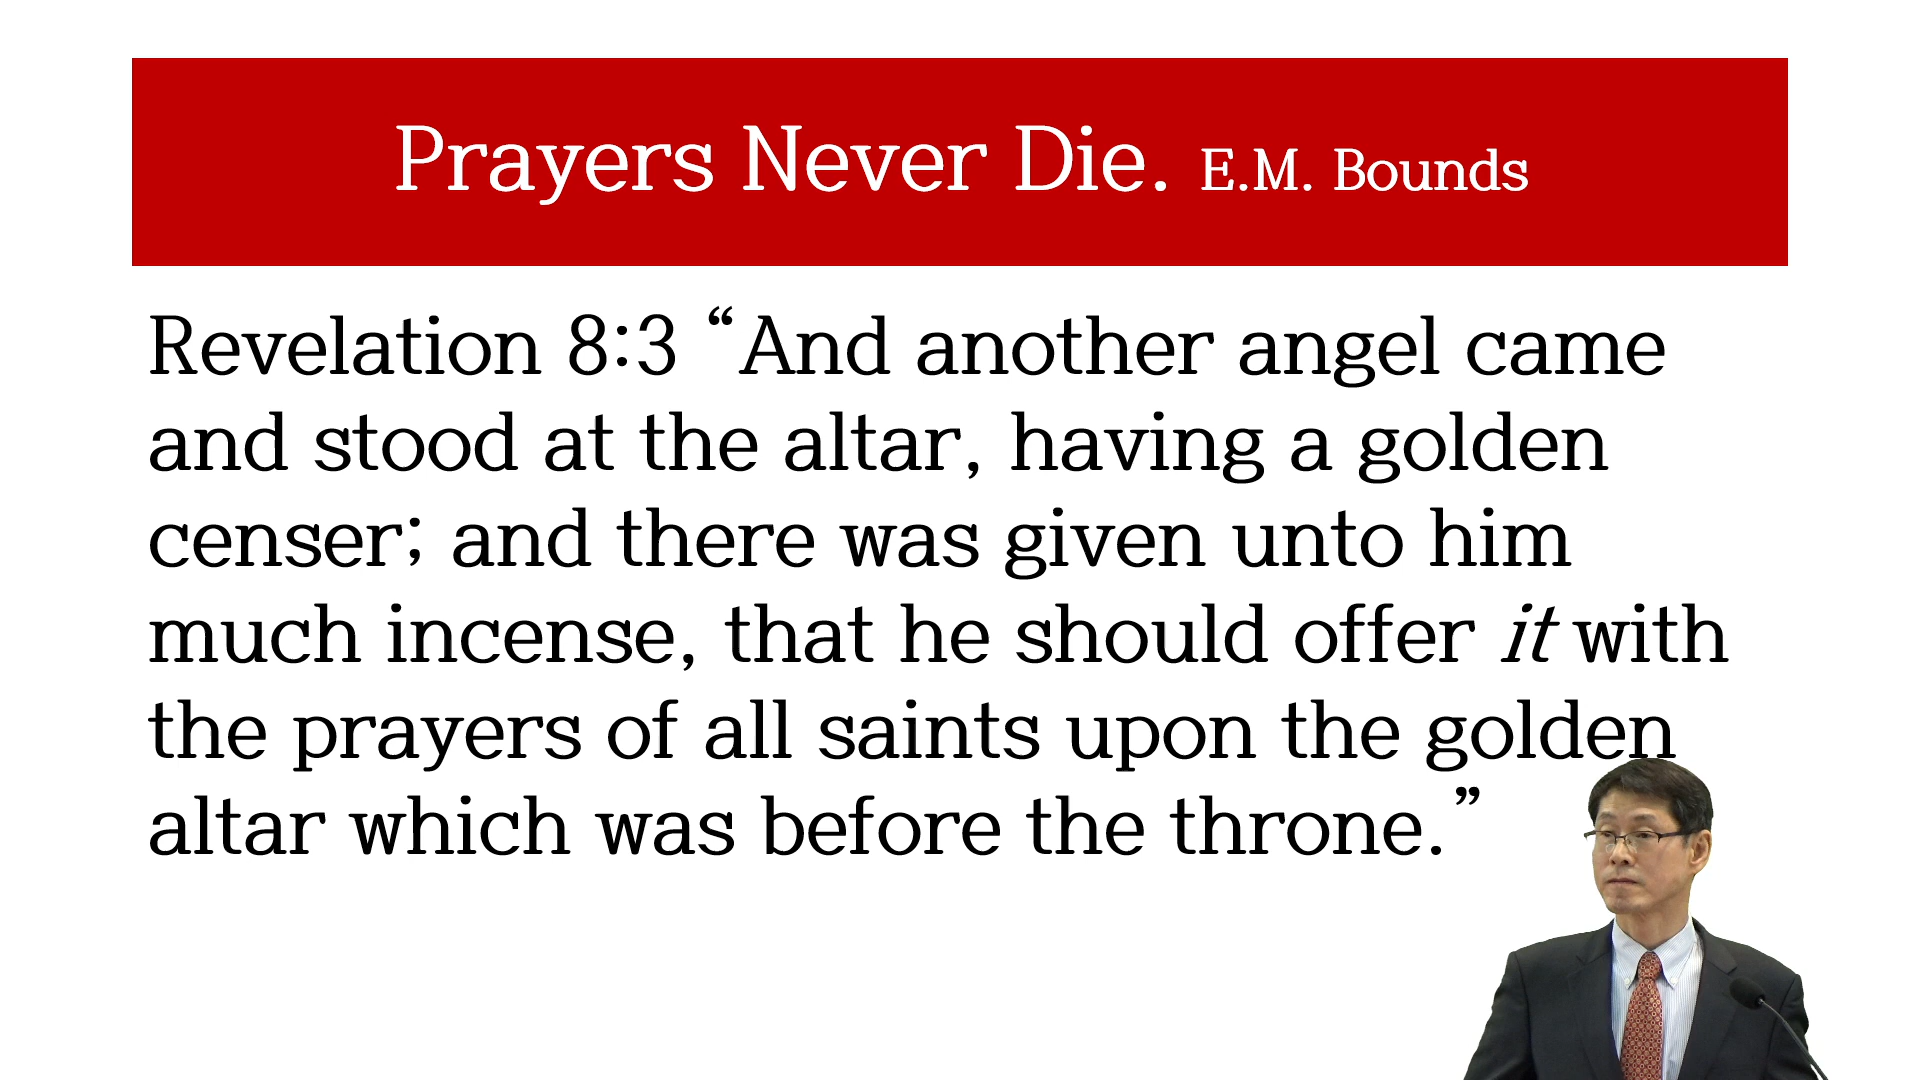 Prayers Never Die. E.M. Bounds
Revelation 8:3 “And another angel came
and stood at the altar, having a golden
censer; and there was given unto him
much incense, that he should offer it with
the prayers of all saints upon the golden
altar which was before the throne.”